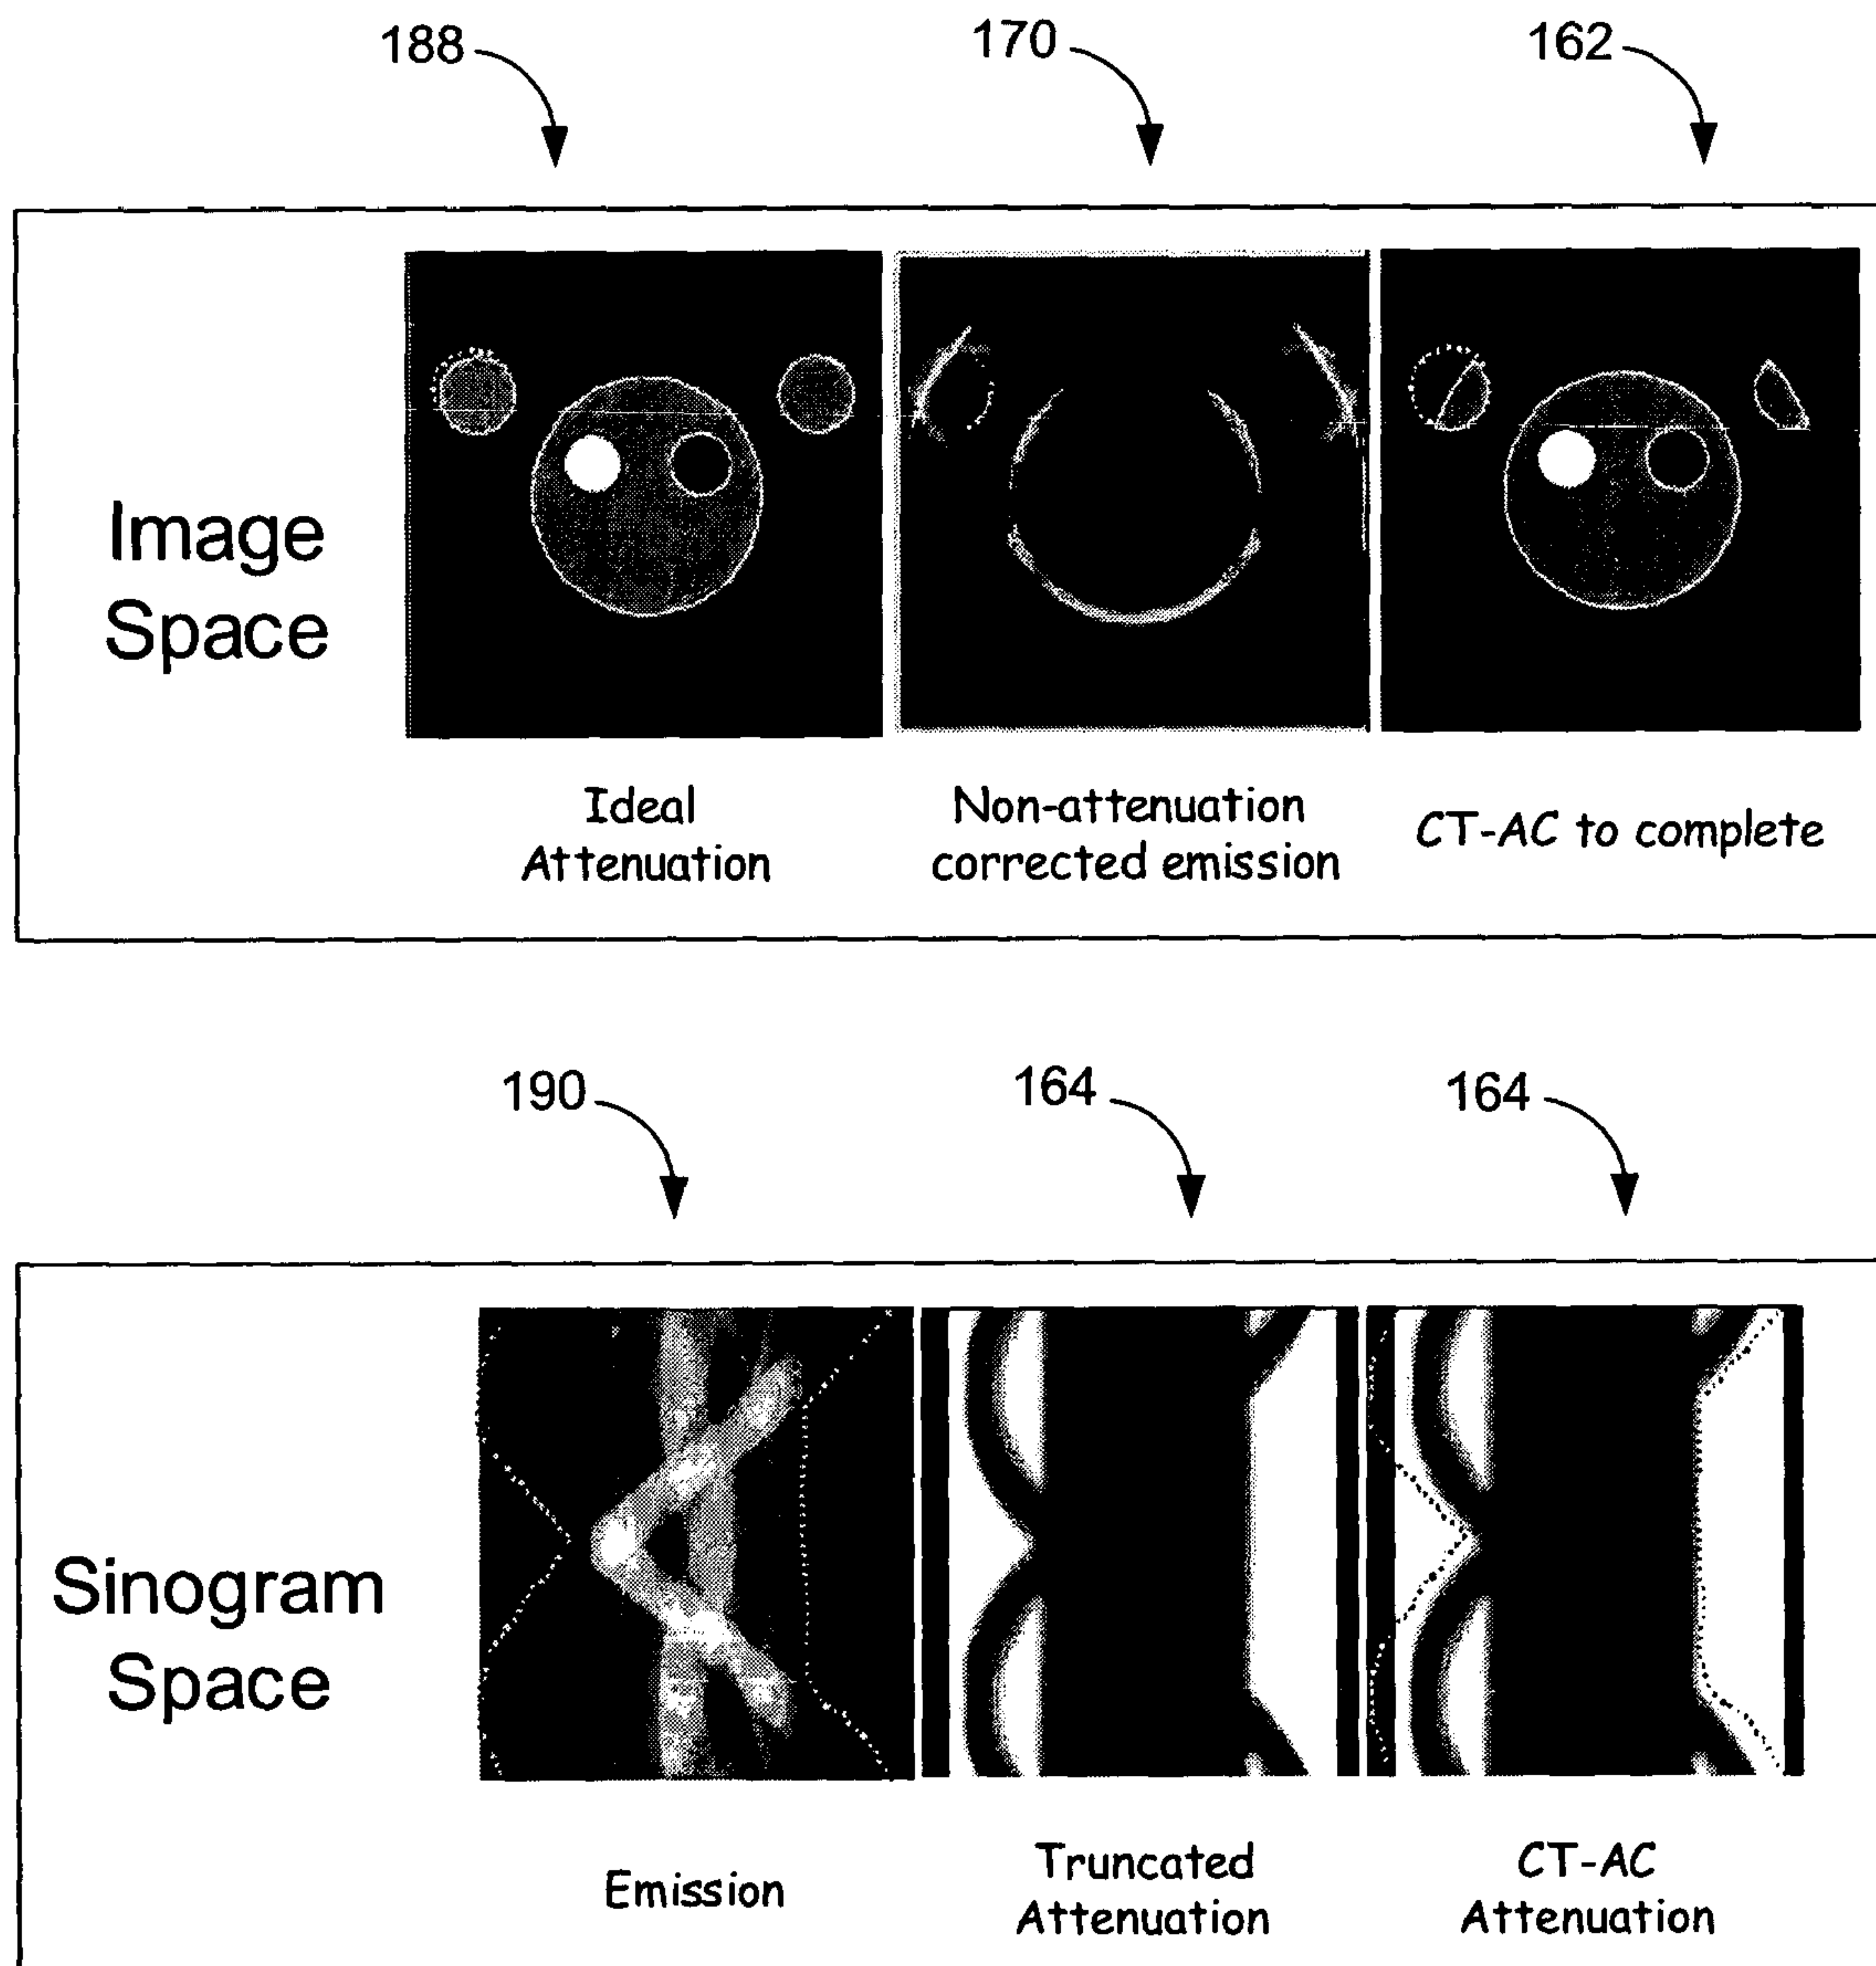 188
170
162
Image
Space
Ideal
Attenuation
Non-attenuation
corrected emission
CT-AC to complete
190
164
164
Sinogram
Space
Emission
Truncated
Attenuation
CT-AC
Attenuation